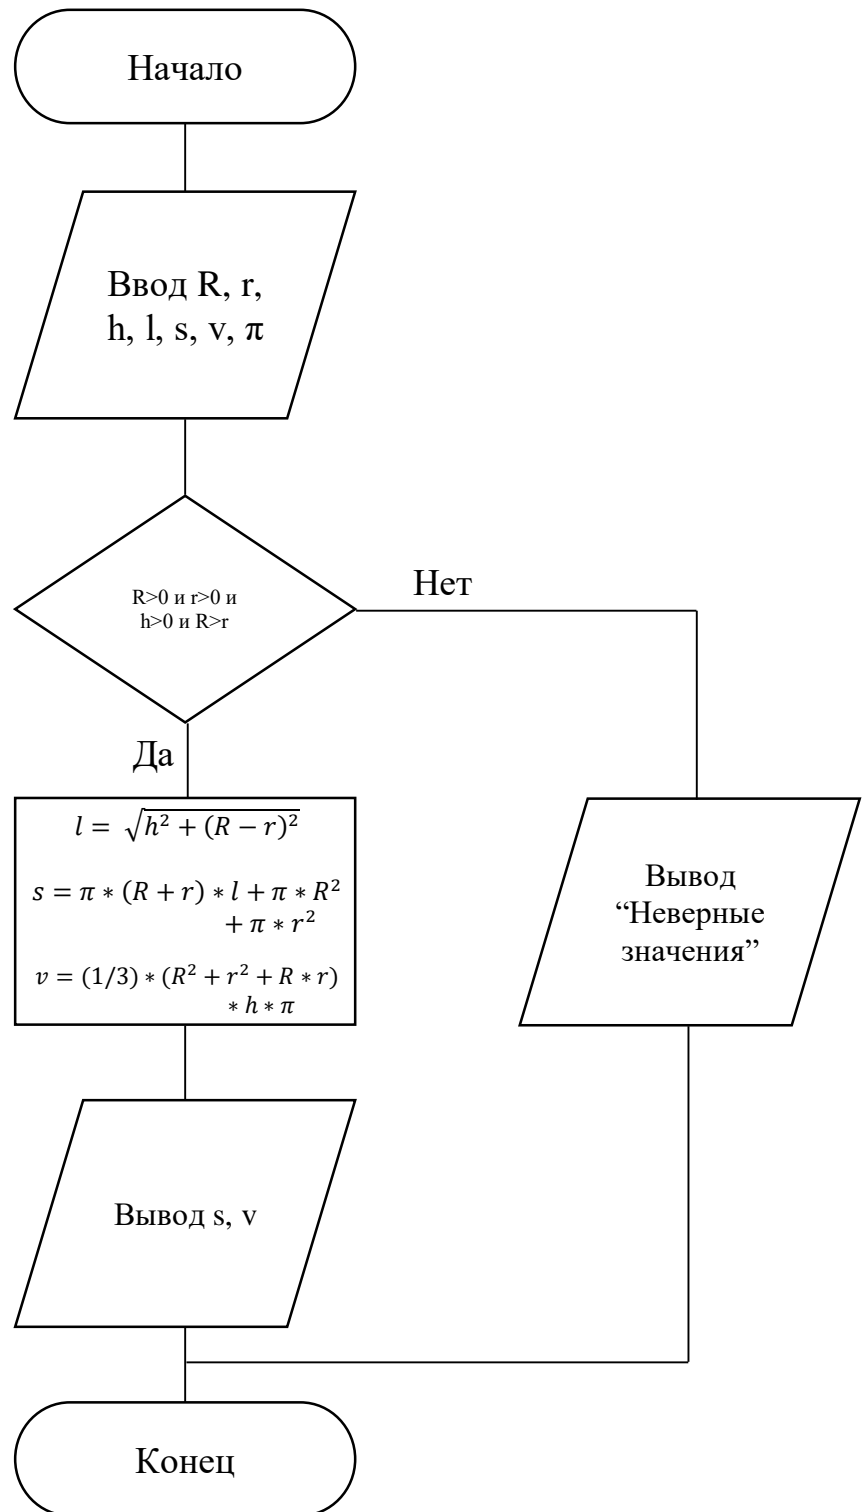 Начало
Ввод R, r,
h, l, s, v, π
R>0 и r>0 и
h>0 и R>r
Нет
Да
l = √h² + (R − r)²
s = π ∗ (R + r) ∗ l + π ∗ R²
+ π ∗ r²
v = (1/3) ∗ (R² + r² + R ∗ r)
∗ h ∗ π
Вывод
“Неверные
значения”
Вывод s, v
Конец